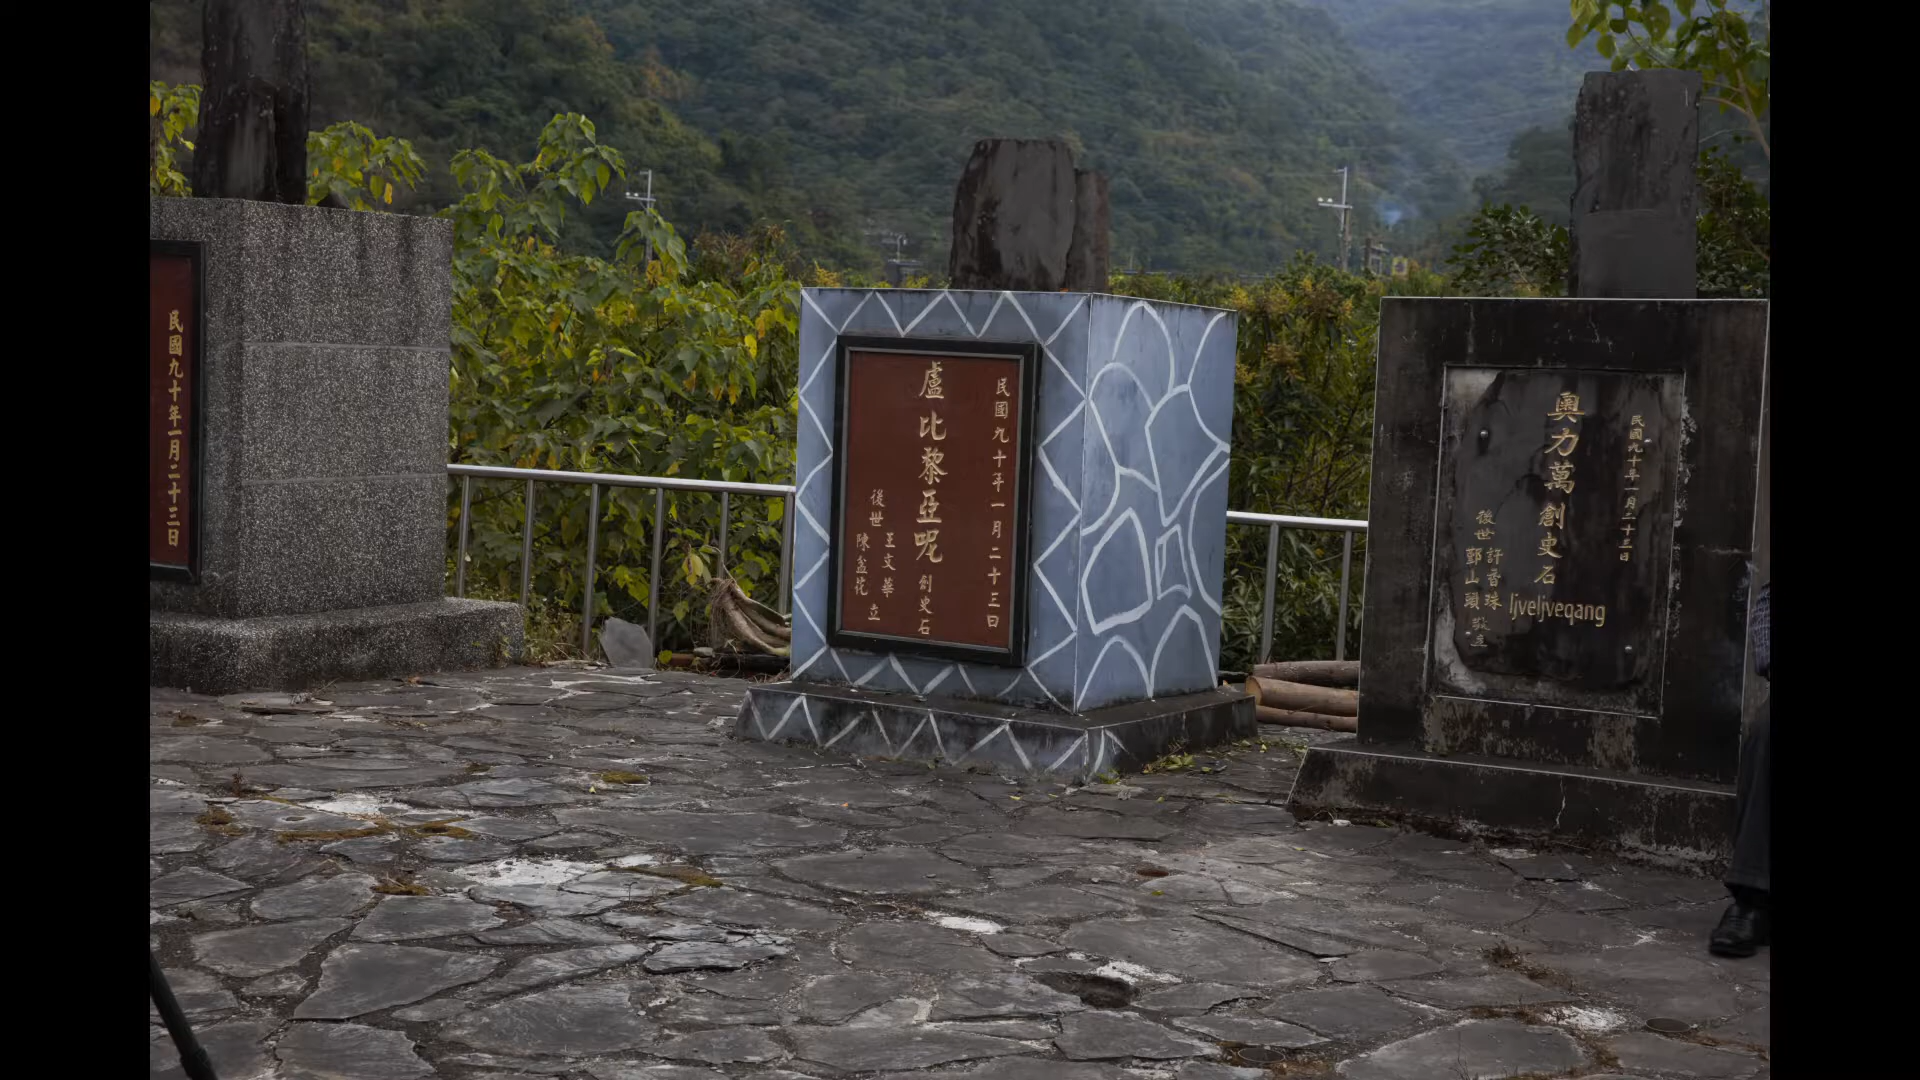 民國九十年一月二十三日
民國九十年一月二十三日
盧比黎亞呢創史石
後世
王文華
陳盆花
立
民國九十年一月二十三日
奧力萬創史石
ljveljveqang
後世
許香珠
鄭山頭
敬立